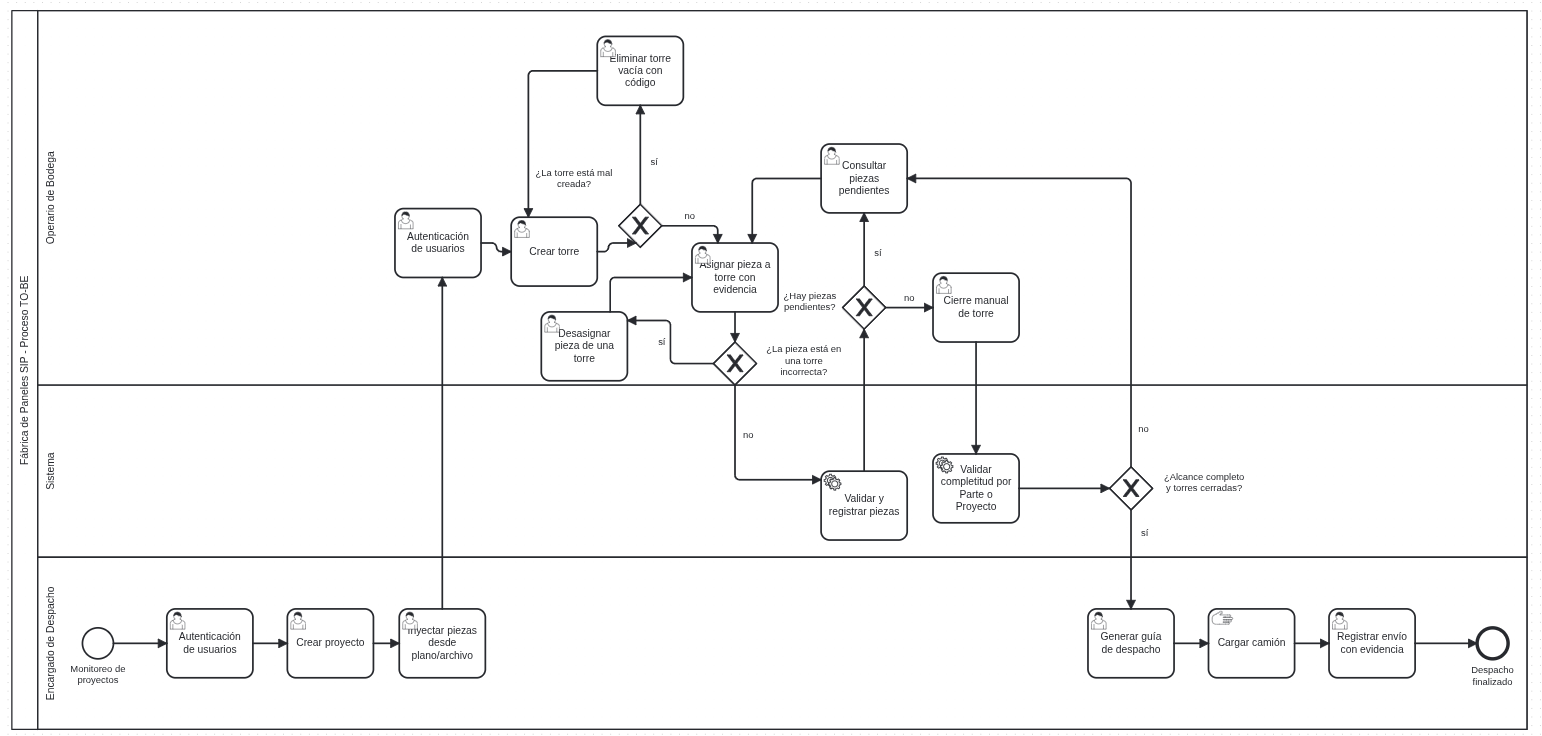 Fábrica de Paneles SIP - Proceso TO-BE
Operario de Bodega
Eliminar torre
vacía con
código
¿La torre está mal
creada?
sí
no
Autenticación
de usuarios
Crear torre
Asignar pieza a
torre con
evidencia
Desasignar
pieza de una
torre
sí
¿La pieza está en
una torre
incorrecta?
no
Consultar
piezas
pendientes
sí
¿Hay piezas
pendientes?
no
Cierre manual
de torre
Sistema
Validar y
registrar piezas
Validar
completitud por
Parte o
Proyecto
no
¿Alcance completo
y torres cerradas?
sí
Encargado de Despacho
Monitoreo de
proyectos
Autenticación
de usuarios
Crear proyecto
Inyectar piezas
desde
plano/archivo
Generar guía
de despacho
Cargar camión
Registrar envío
con evidencia
Despacho
finalizado